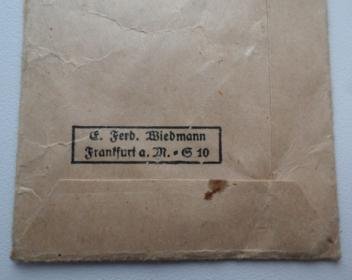 E. Ferd. Wiedmann
Frankfurt a. M. - S 10